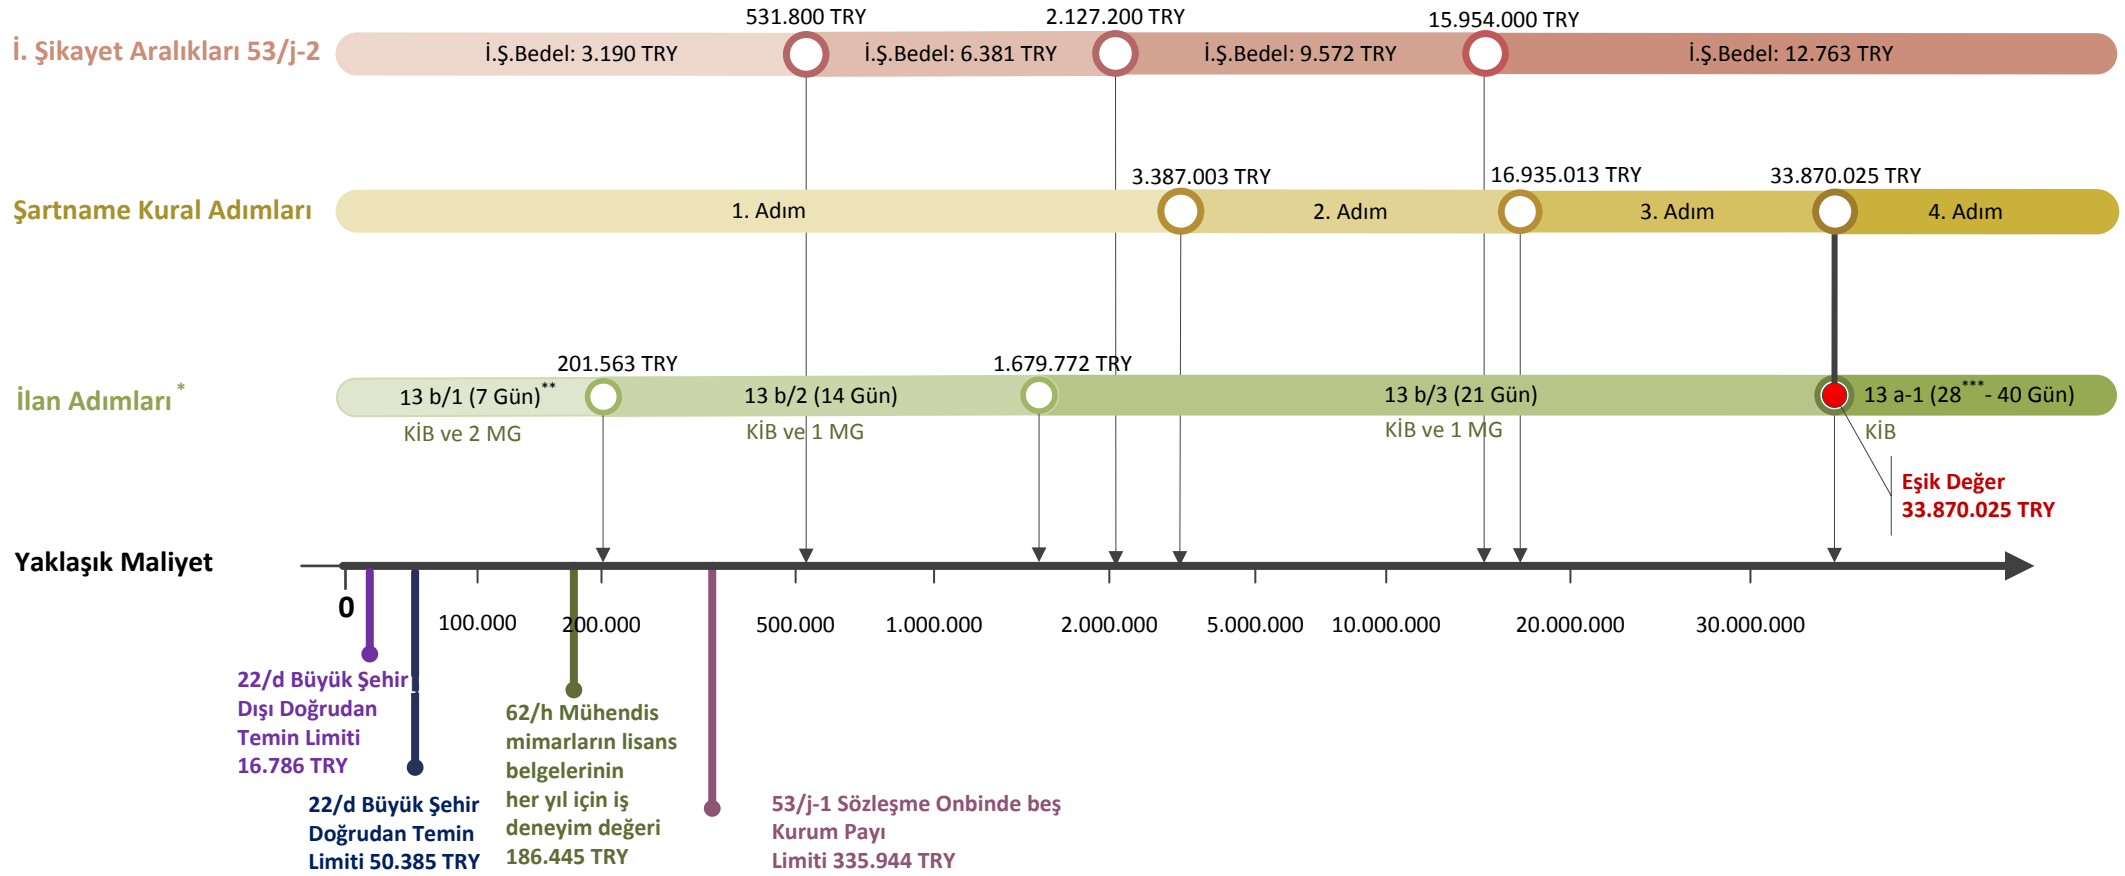 531.800 TRY
2.127.200 TRY
15.954.000 TRY
İ. Şikayet Aralıkları 53/j-2
İ.Ş.Bedel: 3.190 TRY
İ.Ş.Bedel: 6.381 TRY
İ.Ş.Bedel: 9.572 TRY
İ.Ş.Bedel: 12.763 TRY
3.387.003 TRY
16.935.013 TRY
33.870.025 TRY
Şartname Kural Adımları
1. Adım
2. Adım
3. Adım
4. Adım
201.563 TRY
1.679.772 TRY
İlan Adımları *
13 b/1 (7 Gün)**
13 b/2 (14 Gün)
13 b/3 (21 Gün)
13 a-1 (28***- 40 Gün)
KİB ve 2 MG
KİB ve 1 MG
KİB ve 1 MG
KİB
Eşik Değer
33.870.025 TRY
Yaklaşık Maliyet
0
100.000
200.000
500.000
1.000.000
2.000.000
5.000.000
10.000.000
20.000.000
30.000.000
22/d Büyük Şehir
Dışı Doğrudan
Temin Limiti
16.786 TRY
22/d Büyük Şehir
Doğrudan Temin
Limiti 50.385 TRY
62/h Mühendis
mimarların lisans
belgelerinin
her yıl için iş
deneyim değeri
186.445 TRY
53/j-1 Sözleşme Onbinde beş
Kurum Payı
Limiti 335.944 TRY